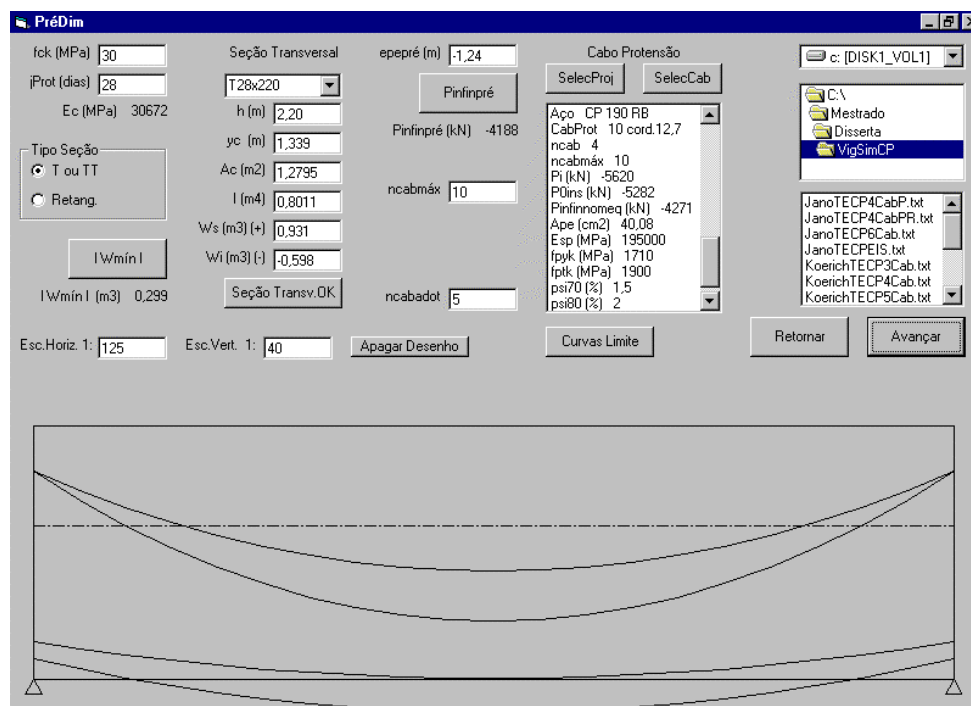 PréDim
fck (MPa) 30
jProt (dias) 28
Ec (MPa) 30672
Tipo Seção
T ou TT
Retang.
| Wmín |
| Wmín | (m3) 0,299
Seção Transversal
T28x220
h (m) 2,20
yc (m) 1,339
Ac (m2) 1,2795
I (m4) 0,8011
Ws (m3) (+) 0,931
Wi (m3) (-) -0,598
Seção Transv.OK
epepré (m) -1,24
Pinfinpré
Pinfinpré (kN) -4188
ncabmáx 10
ncabadot 5
Cabo Protensão
SelecProj SelecCab
Aço CP 190 RB
CabProt 10 cord.12,7
ncab 4
ncabmáx 10
Pi (kN) -5620
P0ins (kN) -5282
Pinfinnomeq (kN) -4271
Ape (cm2) 40,08
Esp (MPa) 195000
fpyk (MPa) 1710
fptk (MPa) 1900
psi70 (%) 1,5
psi80 (%) 2
c: [DISK1_VOL1]
C:\
Mestrado
Disserta
VigSimCP
JanoTECP4CabP.txt
JanoTECP4CabPR.txt
JanoTECP6Cab.txt
JanoTECPEIS.txt
KoerichTECP3Cab.txt
KoerichTECP4Cab.txt
KoerichTECP5Cab.txt
Esc.Horiz. 1: 125
Esc.Vert. 1: 40
Apagar Desenho
Curvas Limite
Retornar
Avançar